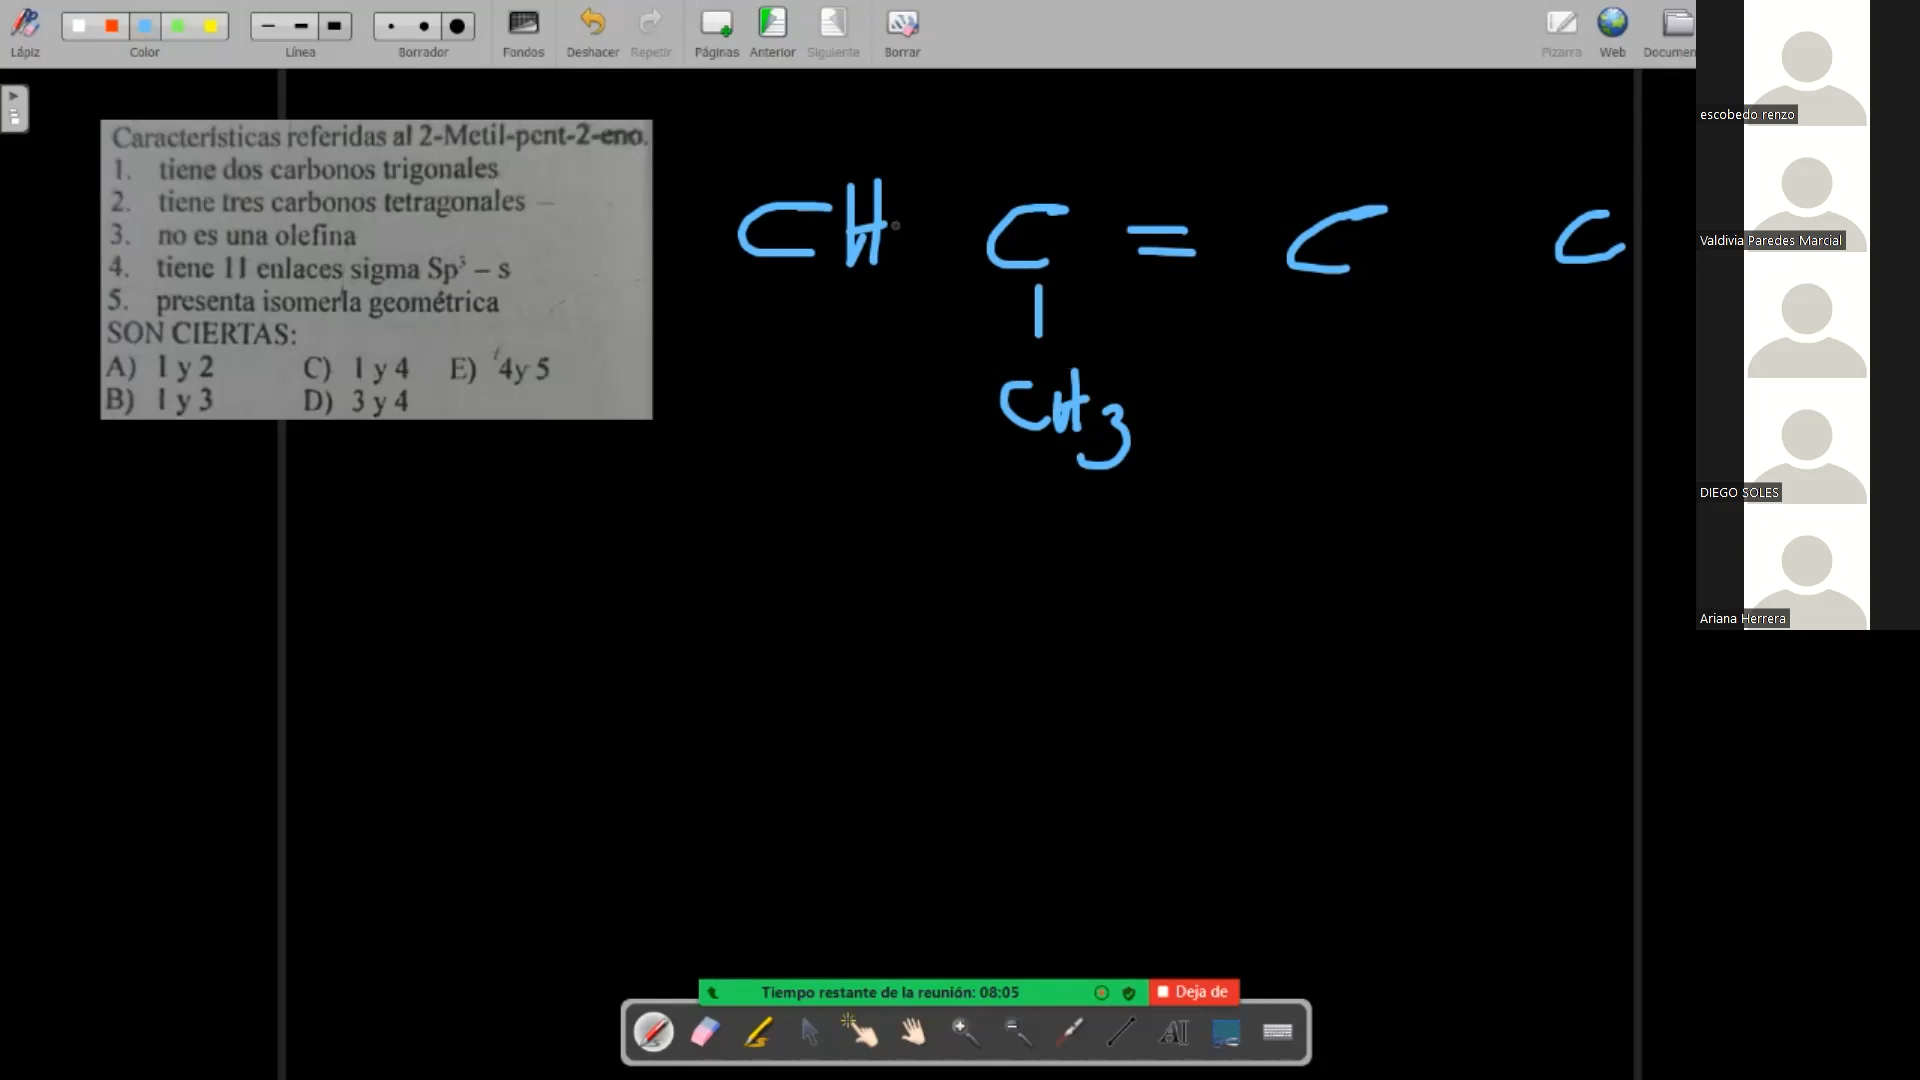 Lápiz
Color
Línea
Borrador
Fondos
Deshacer
Repetir
Páginas
Anterior
Siguiente
Borrar
Pizarra
Web
Documen
Características referidas al 2-Metil-pent-2-eno.
1. tiene dos carbonos trigonales
2. tiene tres carbonos tetragonales
3. no es una olefina
4. tiene 11 enlaces sigma Sp³ – s
5. presenta isomería geométrica
SON CIERTAS:
A) 1 y 2 C) 1 y 4 E) 4y 5
B) 1 y 3 D) 3 y 4
CH C = C C
CH3
escobedo renzo
Valdivia Paredes Marcial
DIEGO SOLES
Ariana Herrera
Tiempo restante de la reunión: 08:05
Deja de
AI